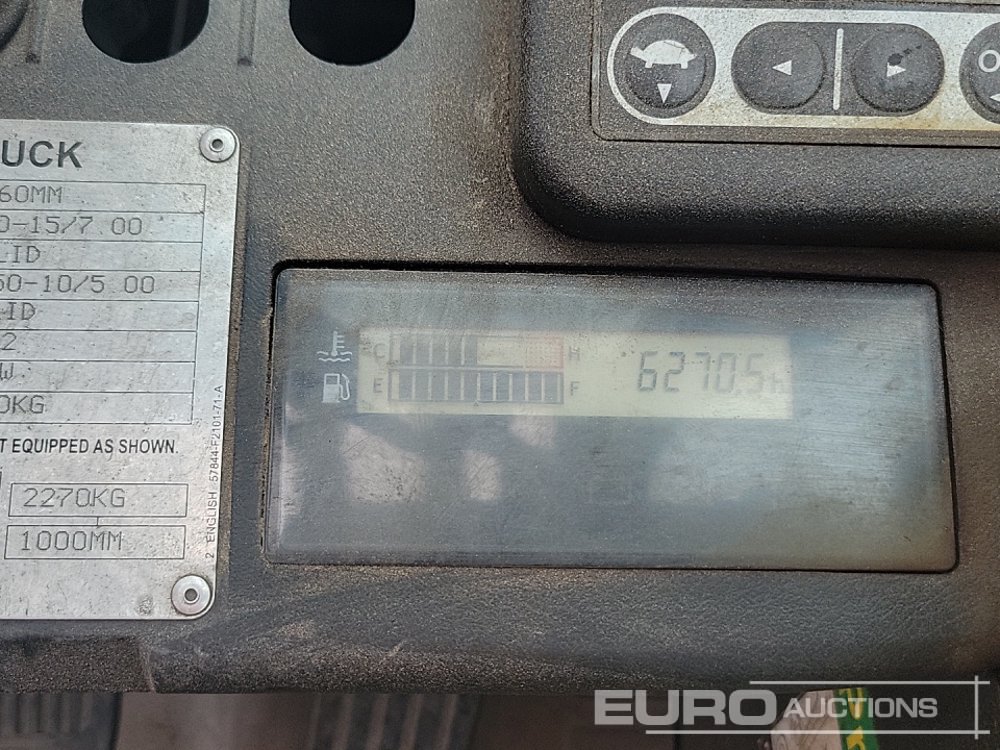 UCK
60MM
0-15/7.00
LID
50-10/5.00
LID
2
W
0KG
T EQUIPPED AS SHOWN.
2270KG
1000MM
2 ENGLISH 57844-F2101-71-A
C H
E F
6270.5h
EURO AUCTIONS